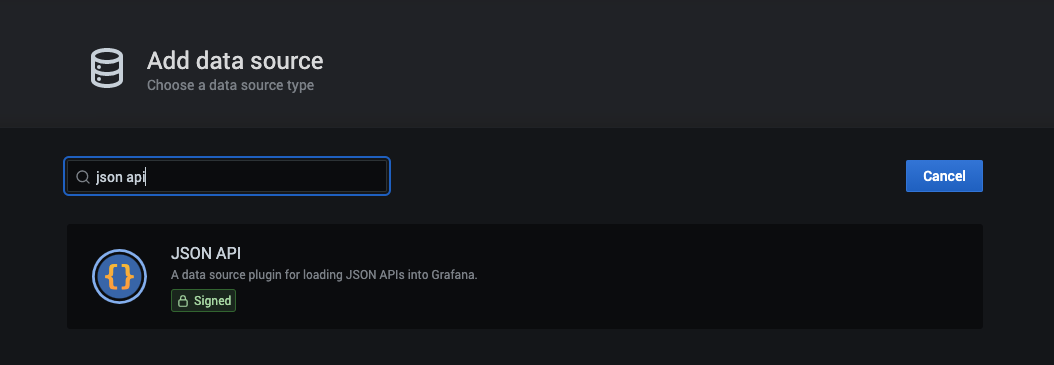 Add data source
Choose a data source type
json api
Cancel
{}
JSON API
A data source plugin for loading JSON APIs into Grafana.
Signed